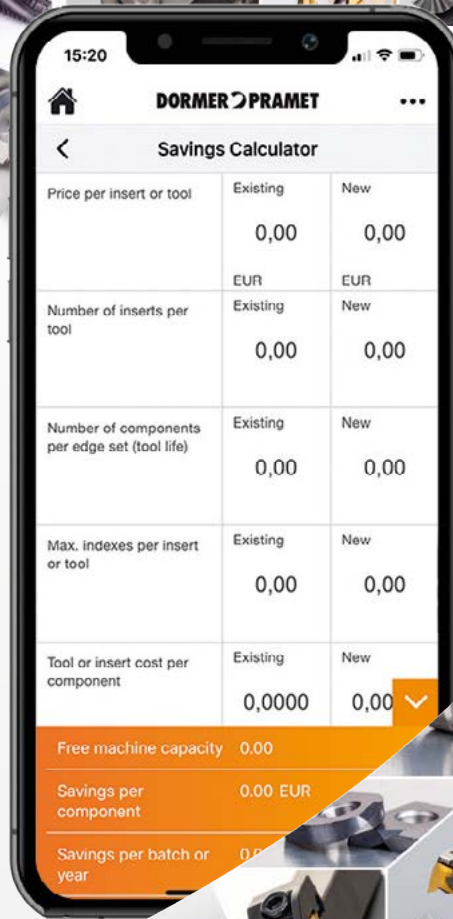 15:20
DORMER PRAMET
Savings Calculator
Price per insert or tool
Existing
New
0,00
0,00
EUR
EUR
Number of inserts per
tool
Existing
New
0,00
0,00
Number of components
per edge set (tool life)
Existing
New
0,00
0,00
Max. indexes per insert
or tool
Existing
New
0,00
0,00
Tool or insert cost per
component
Existing
New
0,0000
0,00
Free machine capacity 0.00
Savings per
component
0.00 EUR
Savings per batch or
year